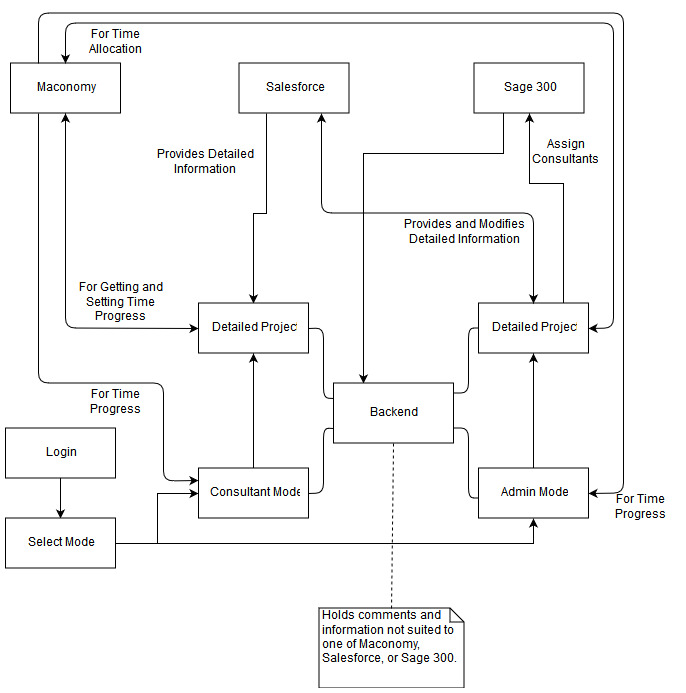 For Time
Allocation
Maconomy
Salesforce
Sage 300
Provides Detailed
Information
Assign
Consultants
Provides and Modifies
Detailed Information
For Getting and
Setting Time
Progress
Detailed Project
Detailed Project
For Time
Progress
Backend
Login
Consultant Mode
Admin Mode
For Time
Progress
Select Mode
Holds comments and
information not suited to
one of Maconomy,
Salesforce, or Sage 300.